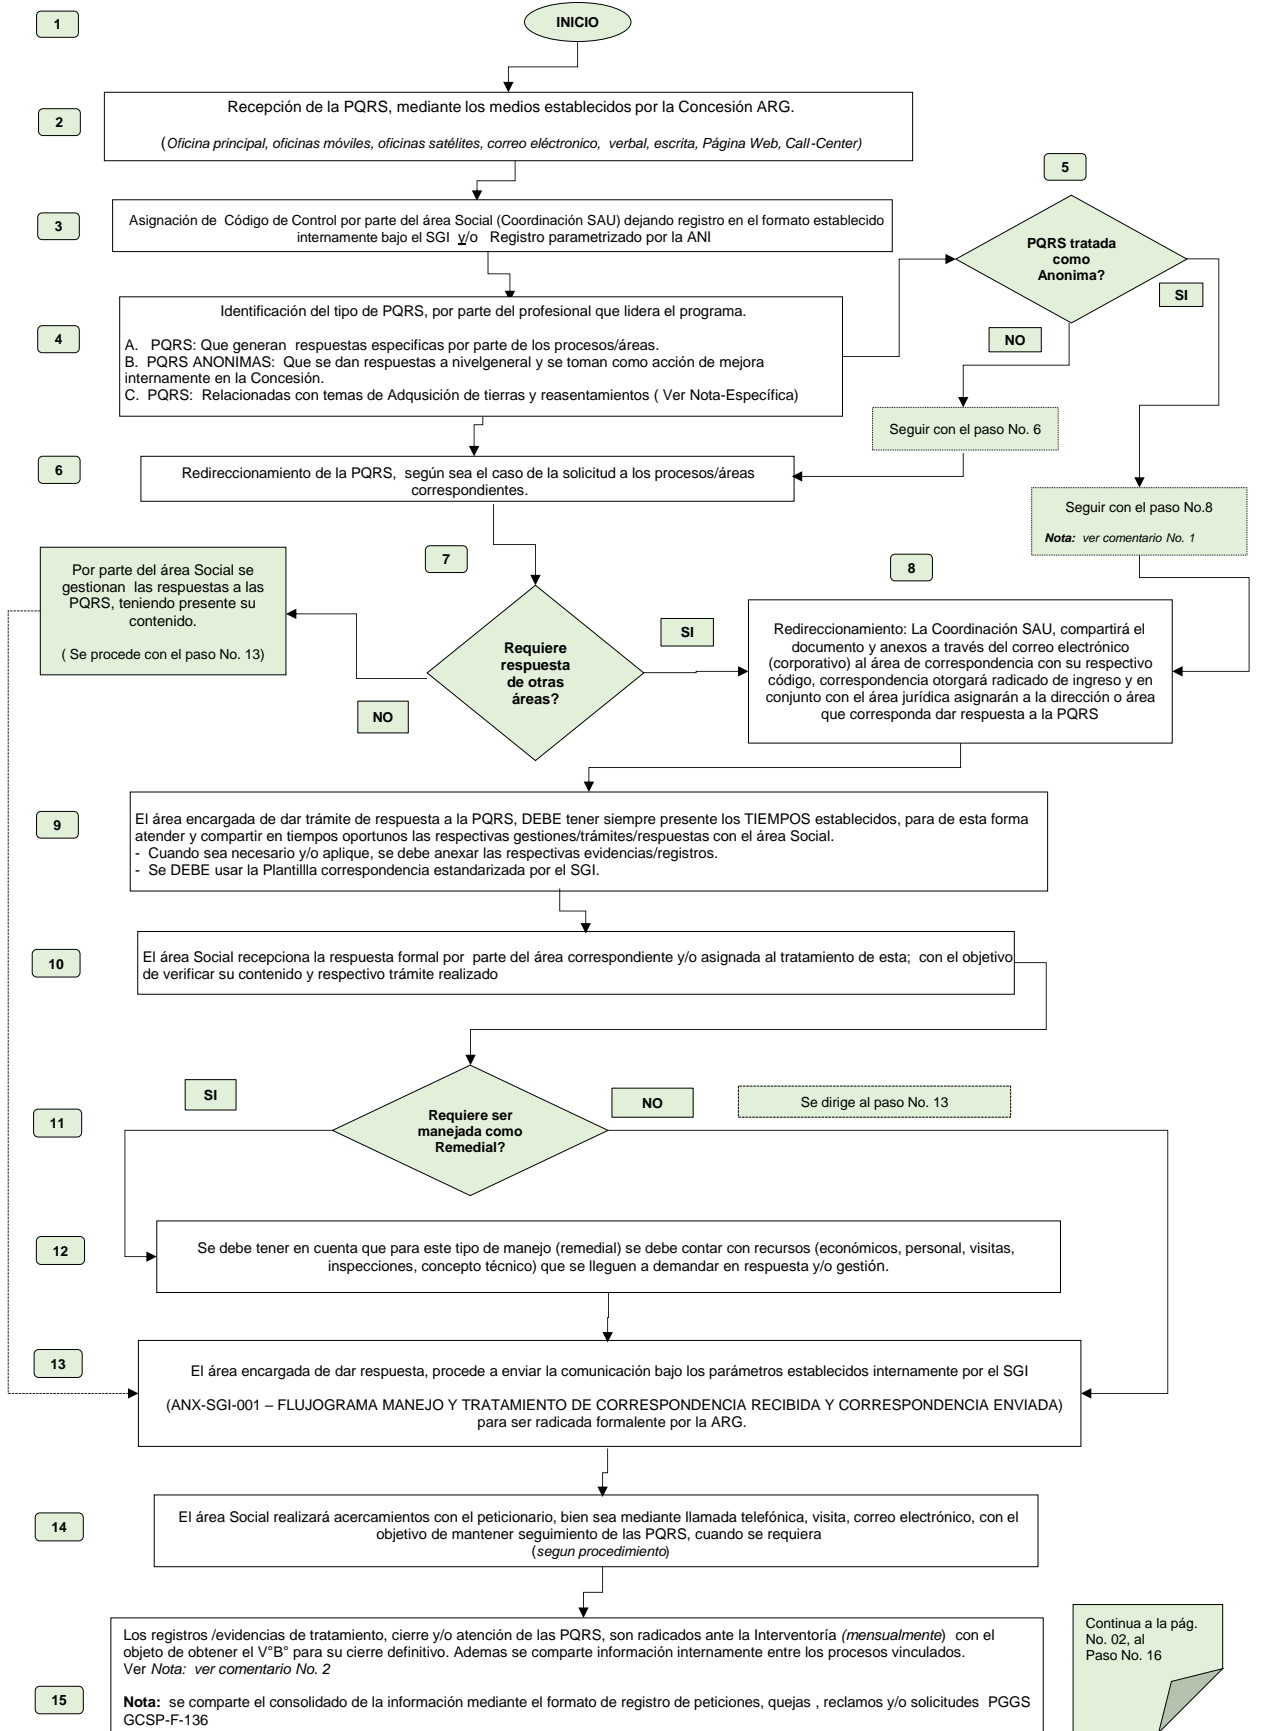 1
INICIO
2
Recepción de la PQRS, mediante los medios establecidos por la Concesión ARG.
(Oficina principal, oficinas móviles, oficinas satélites, correo eléctronico, verbal, escrita, Página Web, Call-Center)
3
Asignación de Código de Control por parte del área Social (Coordinación SAU) dejando registro en el formato establecido
internamente bajo el SGI y/o Registro parametrizado por la ANI
4
Identificación del tipo de PQRS, por parte del profesional que lidera el programa.
A. PQRS: Que generan respuestas especificas por parte de los procesos/áreas.
B. PQRS ANONIMAS: Que se dan respuestas a nivelgeneral y se toman como acción de mejora
internamente en la Concesión.
C. PQRS: Relacionadas con temas de Adqusición de tierras y reasentamientos ( Ver Nota-Específica)
5
PQRS tratada
como
Anonima?
SI
NO
Seguir con el paso No. 6
Seguir con el paso No.8
Nota: ver comentario No. 1
6
Redireccionamiento de la PQRS, según sea el caso de la solicitud a los procesos/áreas
correspondientes.
7
Requiere
respuesta
de otras
áreas?
SI
NO
Por parte del área Social se
gestionan las respuestas a las
PQRS, teniendo presente su
contenido.
( Se procede con el paso No. 13)
8
Redireccionamiento: La Coordinación SAU, compartirá el
documento y anexos a través del correo electrónico
(corporativo) al área de correspondencia con su respectivo
código, correspondencia otorgará radicado de ingreso y en
conjunto con el área jurídica asignarán a la dirección o área
que corresponda dar respuesta a la PQRS
9
El área encargada de dar trámite de respuesta a la PQRS, DEBE tener siempre presente los TIEMPOS establecidos, para de esta forma
atender y compartir en tiempos oportunos las respectivas gestiones/trámites/respuestas con el área Social.
- Cuando sea necesario y/o aplique, se debe anexar las respectivas evidencias/registros.
- Se DEBE usar la Plantillla correspondencia estandarizada por el SGI.
10
El área Social recepciona la respuesta formal por parte del área correspondiente y/o asignada al tratamiento de esta; con el objetivo
de verificar su contenido y respectivo trámite realizado
11
Requiere ser
manejada como
Remedial?
SI
NO
Se dirige al paso No. 13
12
Se debe tener en cuenta que para este tipo de manejo (remedial) se debe contar con recursos (económicos, personal, visitas,
inspecciones, concepto técnico) que se lleguen a demandar en respuesta y/o gestión.
13
El área encargada de dar respuesta, procede a enviar la comunicación bajo los parámetros establecidos internamente por el SGI
(ANX-SGI-001 – FLUJOGRAMA MANEJO Y TRATAMIENTO DE CORRESPONDENCIA RECIBIDA Y CORRESPONDENCIA ENVIADA)
para ser radicada formalente por la ARG.
14
El área Social realizará acercamientos con el peticionario, bien sea mediante llamada telefónica, visita, correo electrónico, con el
objetivo de mantener seguimiento de las PQRS, cuando se requiera
(segun procedimiento)
15
Los registros /evidencias de tratamiento, cierre y/o atención de las PQRS, son radicados ante la Interventoría (mensualmente) con el
objeto de obtener el V°B° para su cierre definitivo. Ademas se comparte información internamente entre los procesos vinculados.
Ver Nota: ver comentario No. 2
Nota: se comparte el consolidado de la información mediante el formato de registro de peticiones, quejas , reclamos y/o solicitudes PGGS
GCSP-F-136
Continua a la pág.
No. 02, al
Paso No. 16